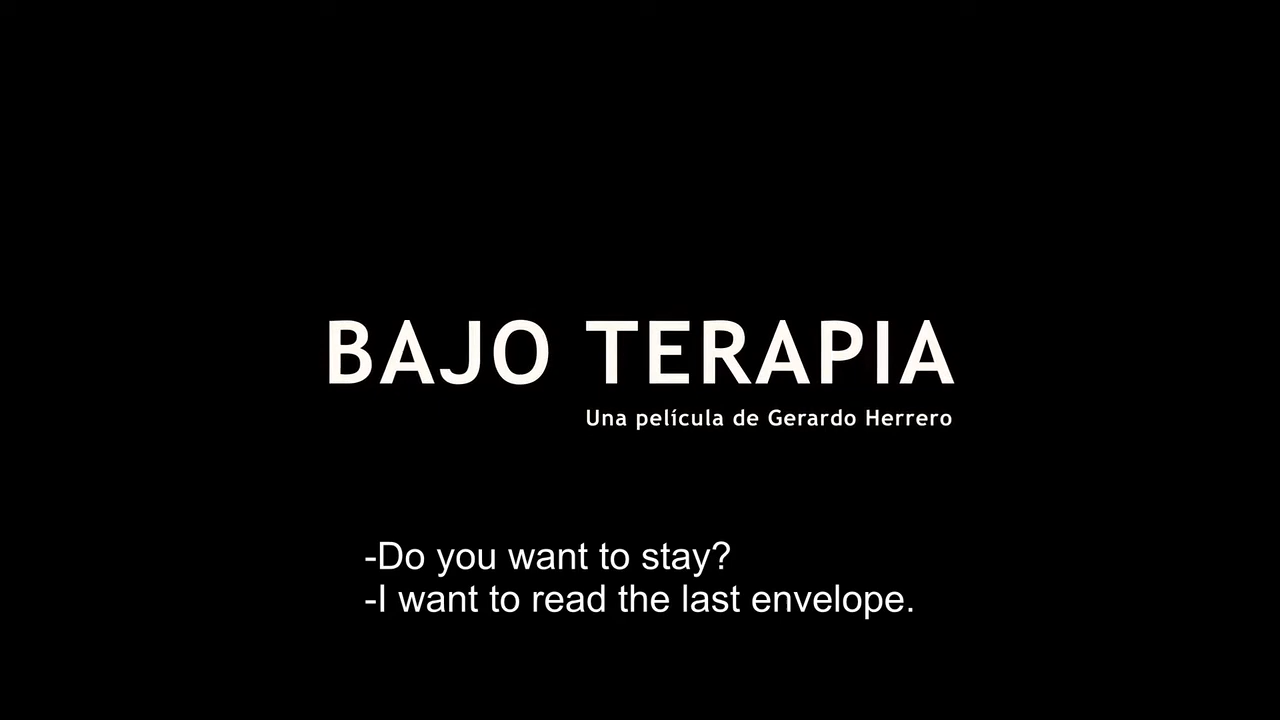 BAJO TERAPIA
Una película de Gerardo Herrero
-Do you want to stay?
-I want to read the last envelope.